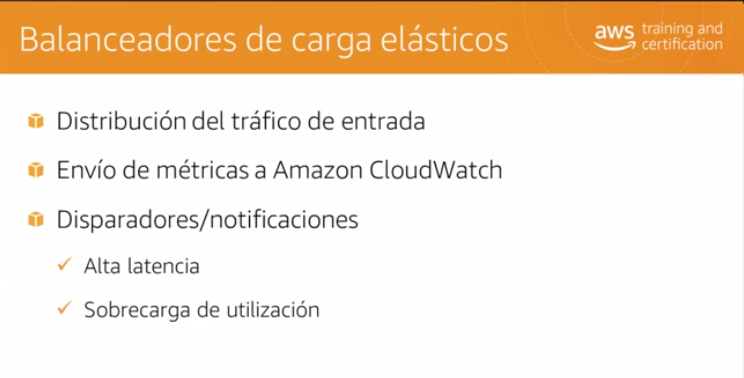 Balanceadores de carga elásticos
aws training and
certification
Distribución del tráfico de entrada
Envío de métricas a Amazon CloudWatch
Disparadores/notificaciones
Alta latencia
Sobrecarga de utilización